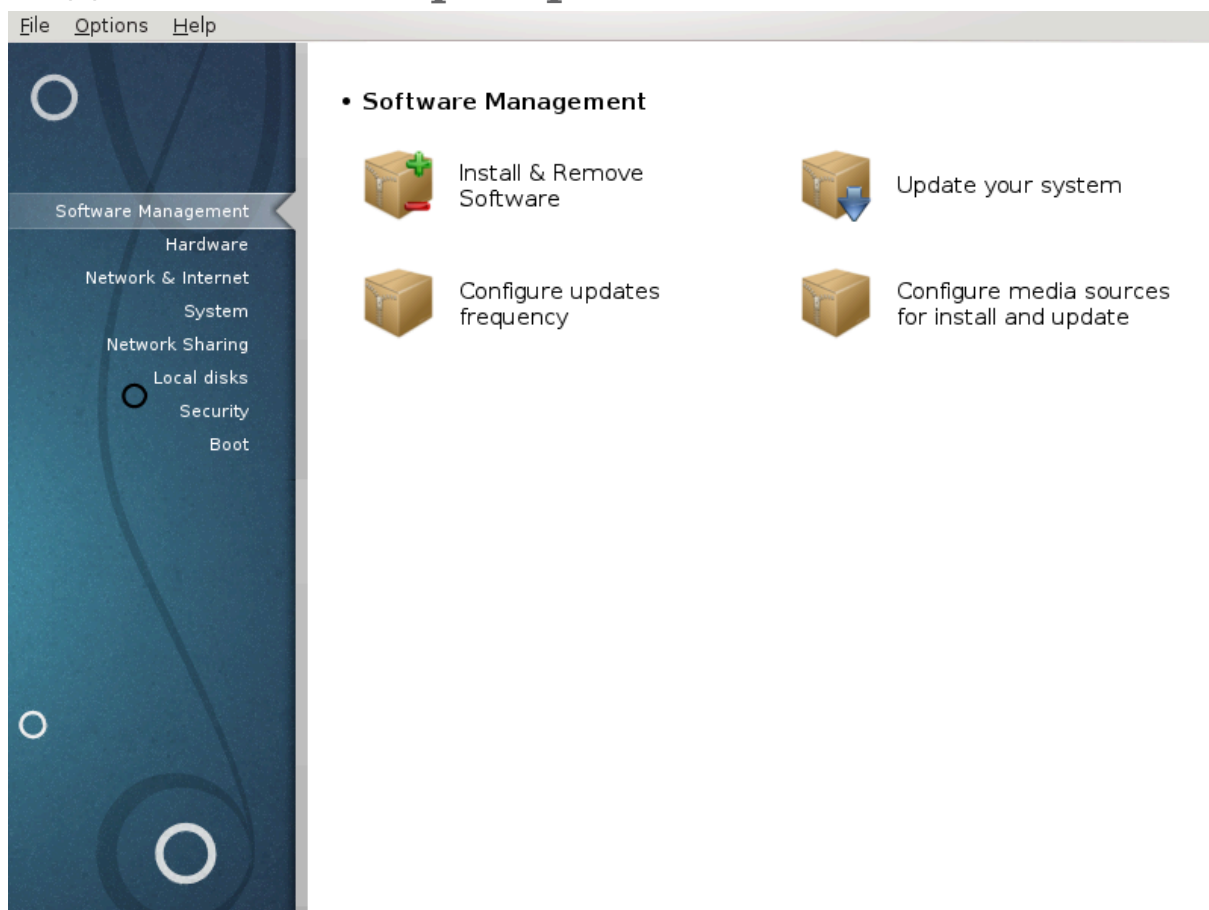 File Options Help
Software Management
Hardware
Network & Internet
System
Network Sharing
Local disks
Security
Boot
• Software Management
Install & Remove
Software
Update your system
Configure updates
frequency
Configure media sources
for install and update